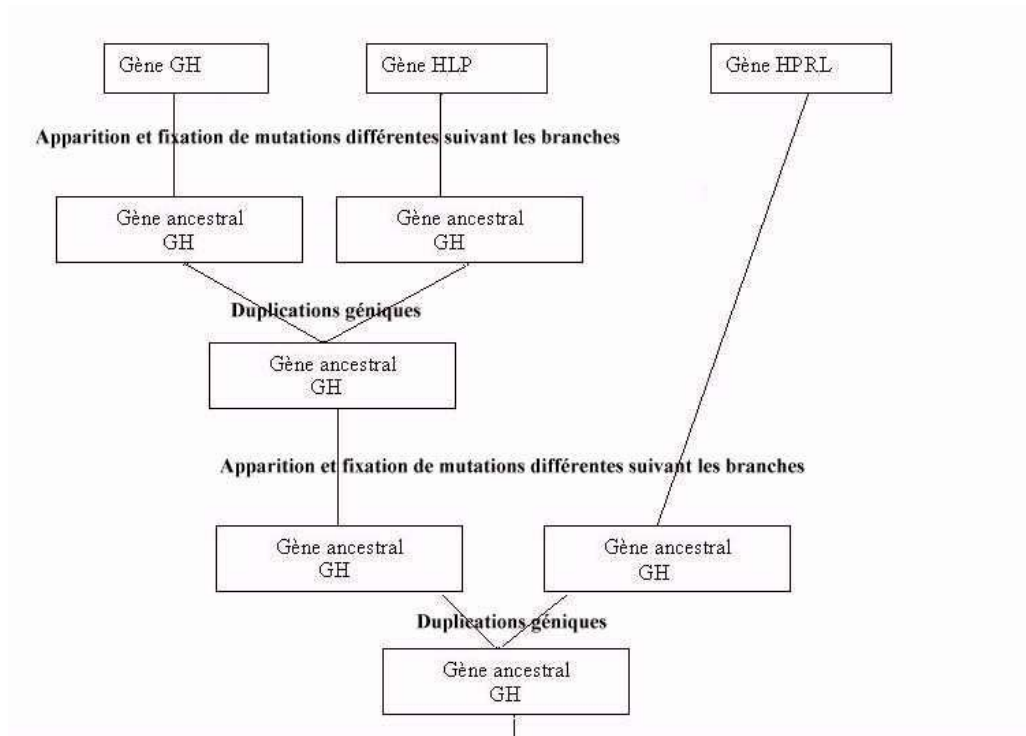 Gène GH
Gène HLP
Gène HPRL
Apparition et fixation de mutations différentes suivant les branches
Gène ancestral
GH
Gène ancestral
GH
Duplications géniques
Gène ancestral
GH
Apparition et fixation de mutations différentes suivant les branches
Gène ancestral
GH
Gène ancestral
GH
Duplications géniques
Gène ancestral
GH